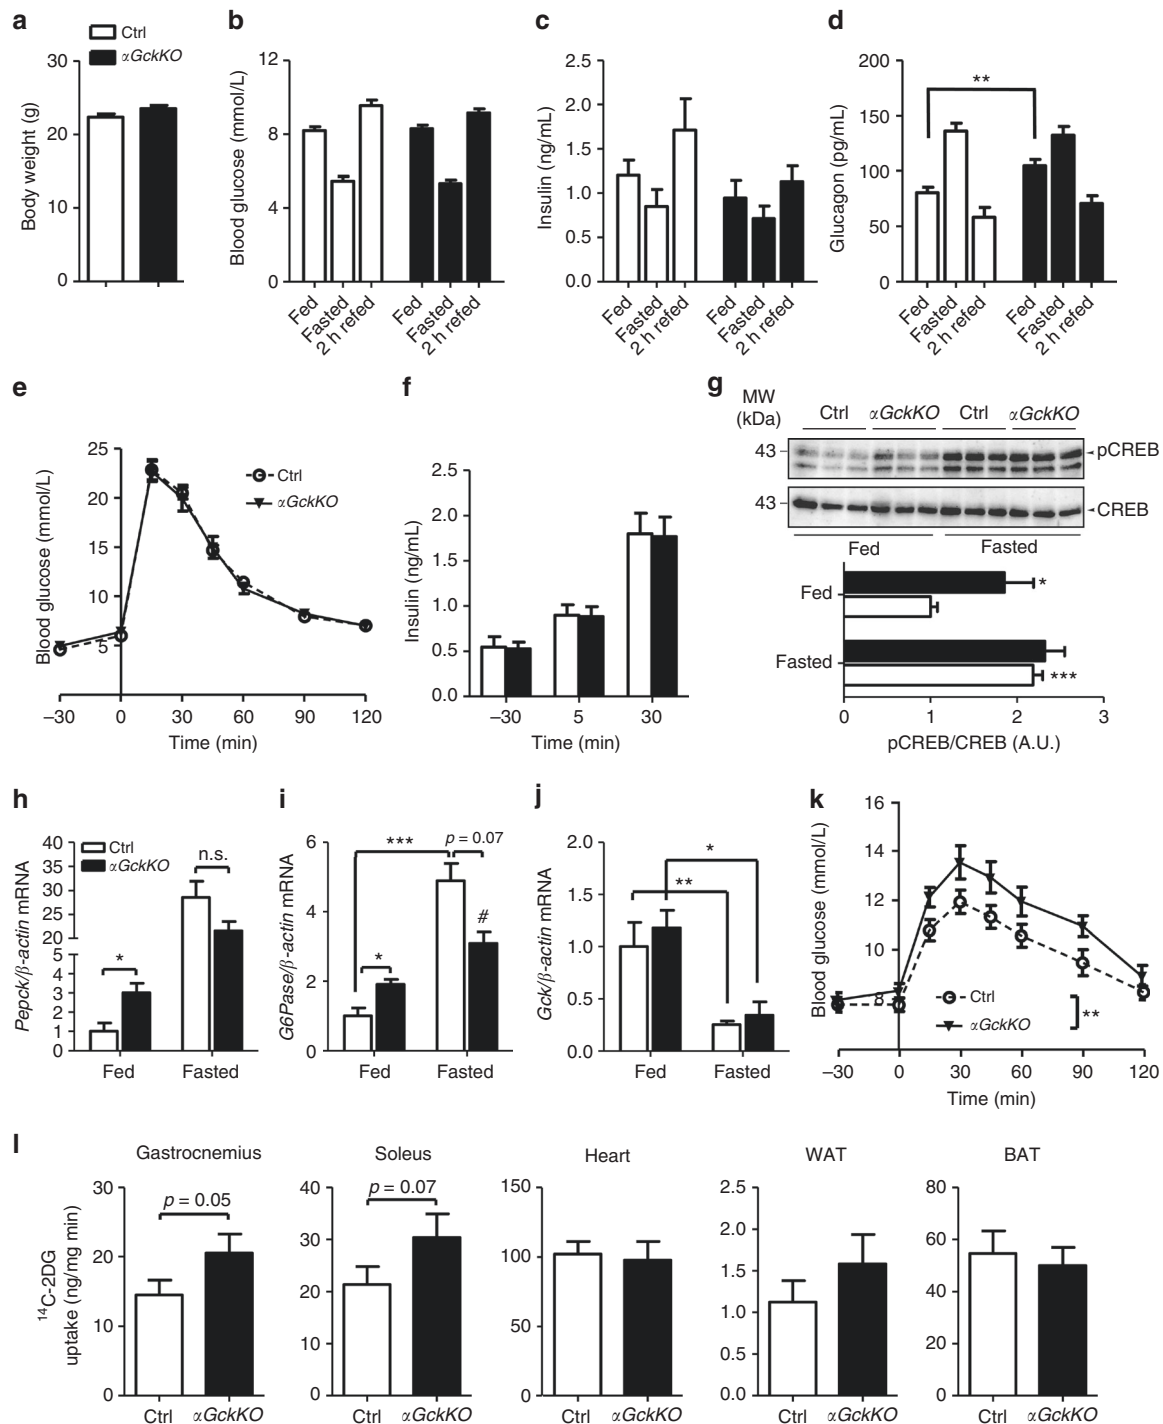 a
Ctrl
αGckKO
Body weight (g)
30
20
10
0
b
Blood glucose (mmol/L)
12
8
4
0
Fed
Fasted
2 h refed
Fed
Fasted
2 h refed
c
Insulin (ng/mL)
2.5
2.0
1.5
1.0
0.5
0.0
Fed
Fasted
2 h refed
Fed
Fasted
2 h refed
d
Glucagon (pg/mL)
200
150
100
50
0
**
Fed
Fasted
2 h refed
Fed
Fasted
2 h refed
e
Blood glucose (mmol/L)
25
20
15
10
5
Ctrl
αGckKO
–30 0 30 60 90 120
Time (min)
f
Insulin (ng/mL)
2.5
2.0
1.5
1.0
0.5
0.0
–30 5 30
Time (min)
g
MW
(kDa)
Ctrl αGckKO Ctrl αGckKO
43
pCREB
43
CREB
Fed Fasted
Fed
*
Fasted
***
0 1 2 3
pCREB/CREB (A.U.)
h
Pepck/β-actin mRNA
40
35
30
25
20
5
4
3
2
1
0
Ctrl
αGckKO
*
n.s.
Fed Fasted
i
G6Pase/β-actin mRNA
6
4
2
0
***
p = 0.07
#
*
Fed Fasted
j
Gck/β-actin mRNA
2.0
1.5
1.0
0.5
0.0
*
**
Fed Fasted
k
Blood glucose (mmol/L)
16
14
12
10
8
Ctrl
αGckKO
**
–30 0 30 60 90 120
Time (min)
l
14C-2DG
uptake (ng/mg min)
Gastrocnemius
30
20
10
0
p = 0.05
Ctrl αGckKO
Soleus
40
30
20
10
0
p = 0.07
Ctrl αGckKO
Heart
150
100
50
0
Ctrl αGckKO
WAT
2.5
2.0
1.5
1.0
0.5
0.0
Ctrl αGckKO
BAT
80
60
40
20
0
Ctrl αGckKO